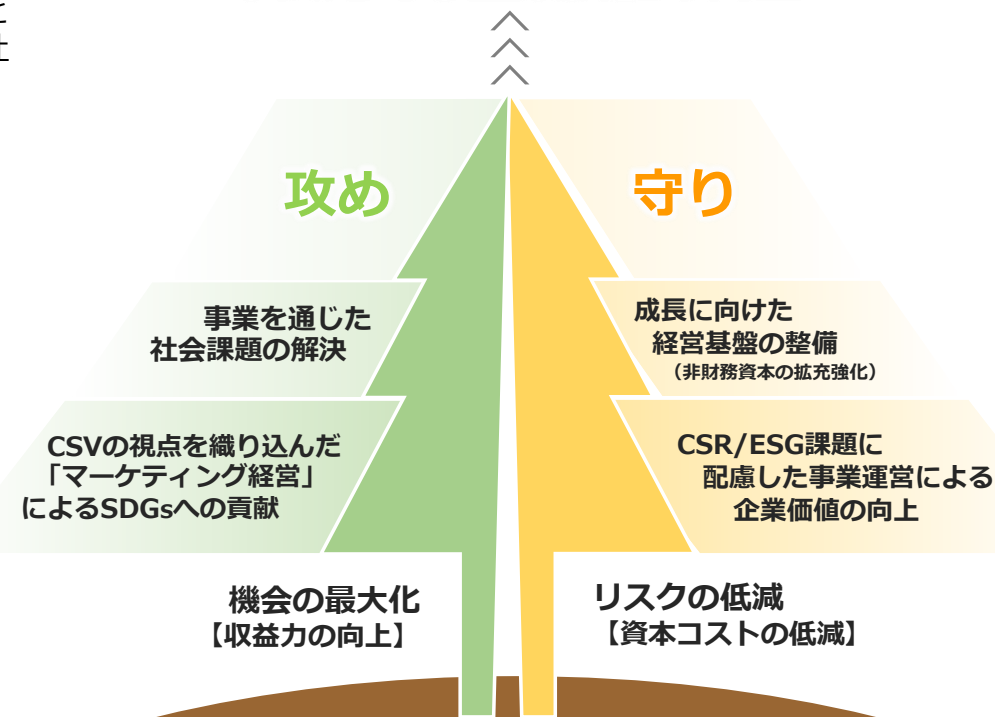 攻め
守り
事業を通じた
社会課題の解決
成長に向けた
経営基盤の整備
（非財務資本の拡充強化）
CSVの視点を織り込んだ
「マーケティング経営」
によるSDGsへの貢献
CSR/ESG課題に
配慮した事業運営による
企業価値の向上
機会の最大化
【収益力の向上】
リスクの低減
【資本コストの低減】